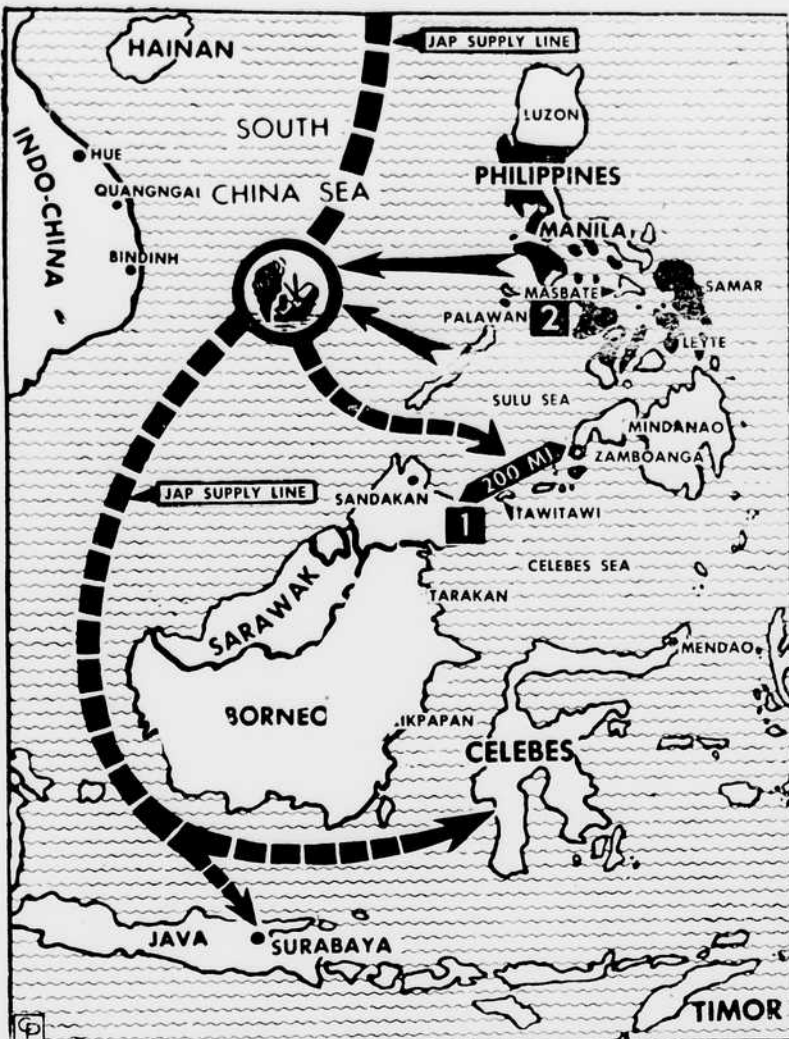 JAP SUPPLY LINE
HAINAN
LUZON
SOUTH
CHINA SEA
INDO-CHINA
HUE
QUANGNGAI
BINDINH
PHILIPPINES
MANILA
MASBATE
SAMAR
PALAWAN
2
LEYTE
SULU SEA
MINDANAO
ZAMBOANGA
200 MI.
SANDAKAN
JAP SUPPLY LINE
1
TAWITAWI
CELEBES SEA
TARAKAN
SARAWAK
MENDAO
BORNEO
IKPAPAN
CELEBES
JAVA
SURABAYA
TIMOR
CP